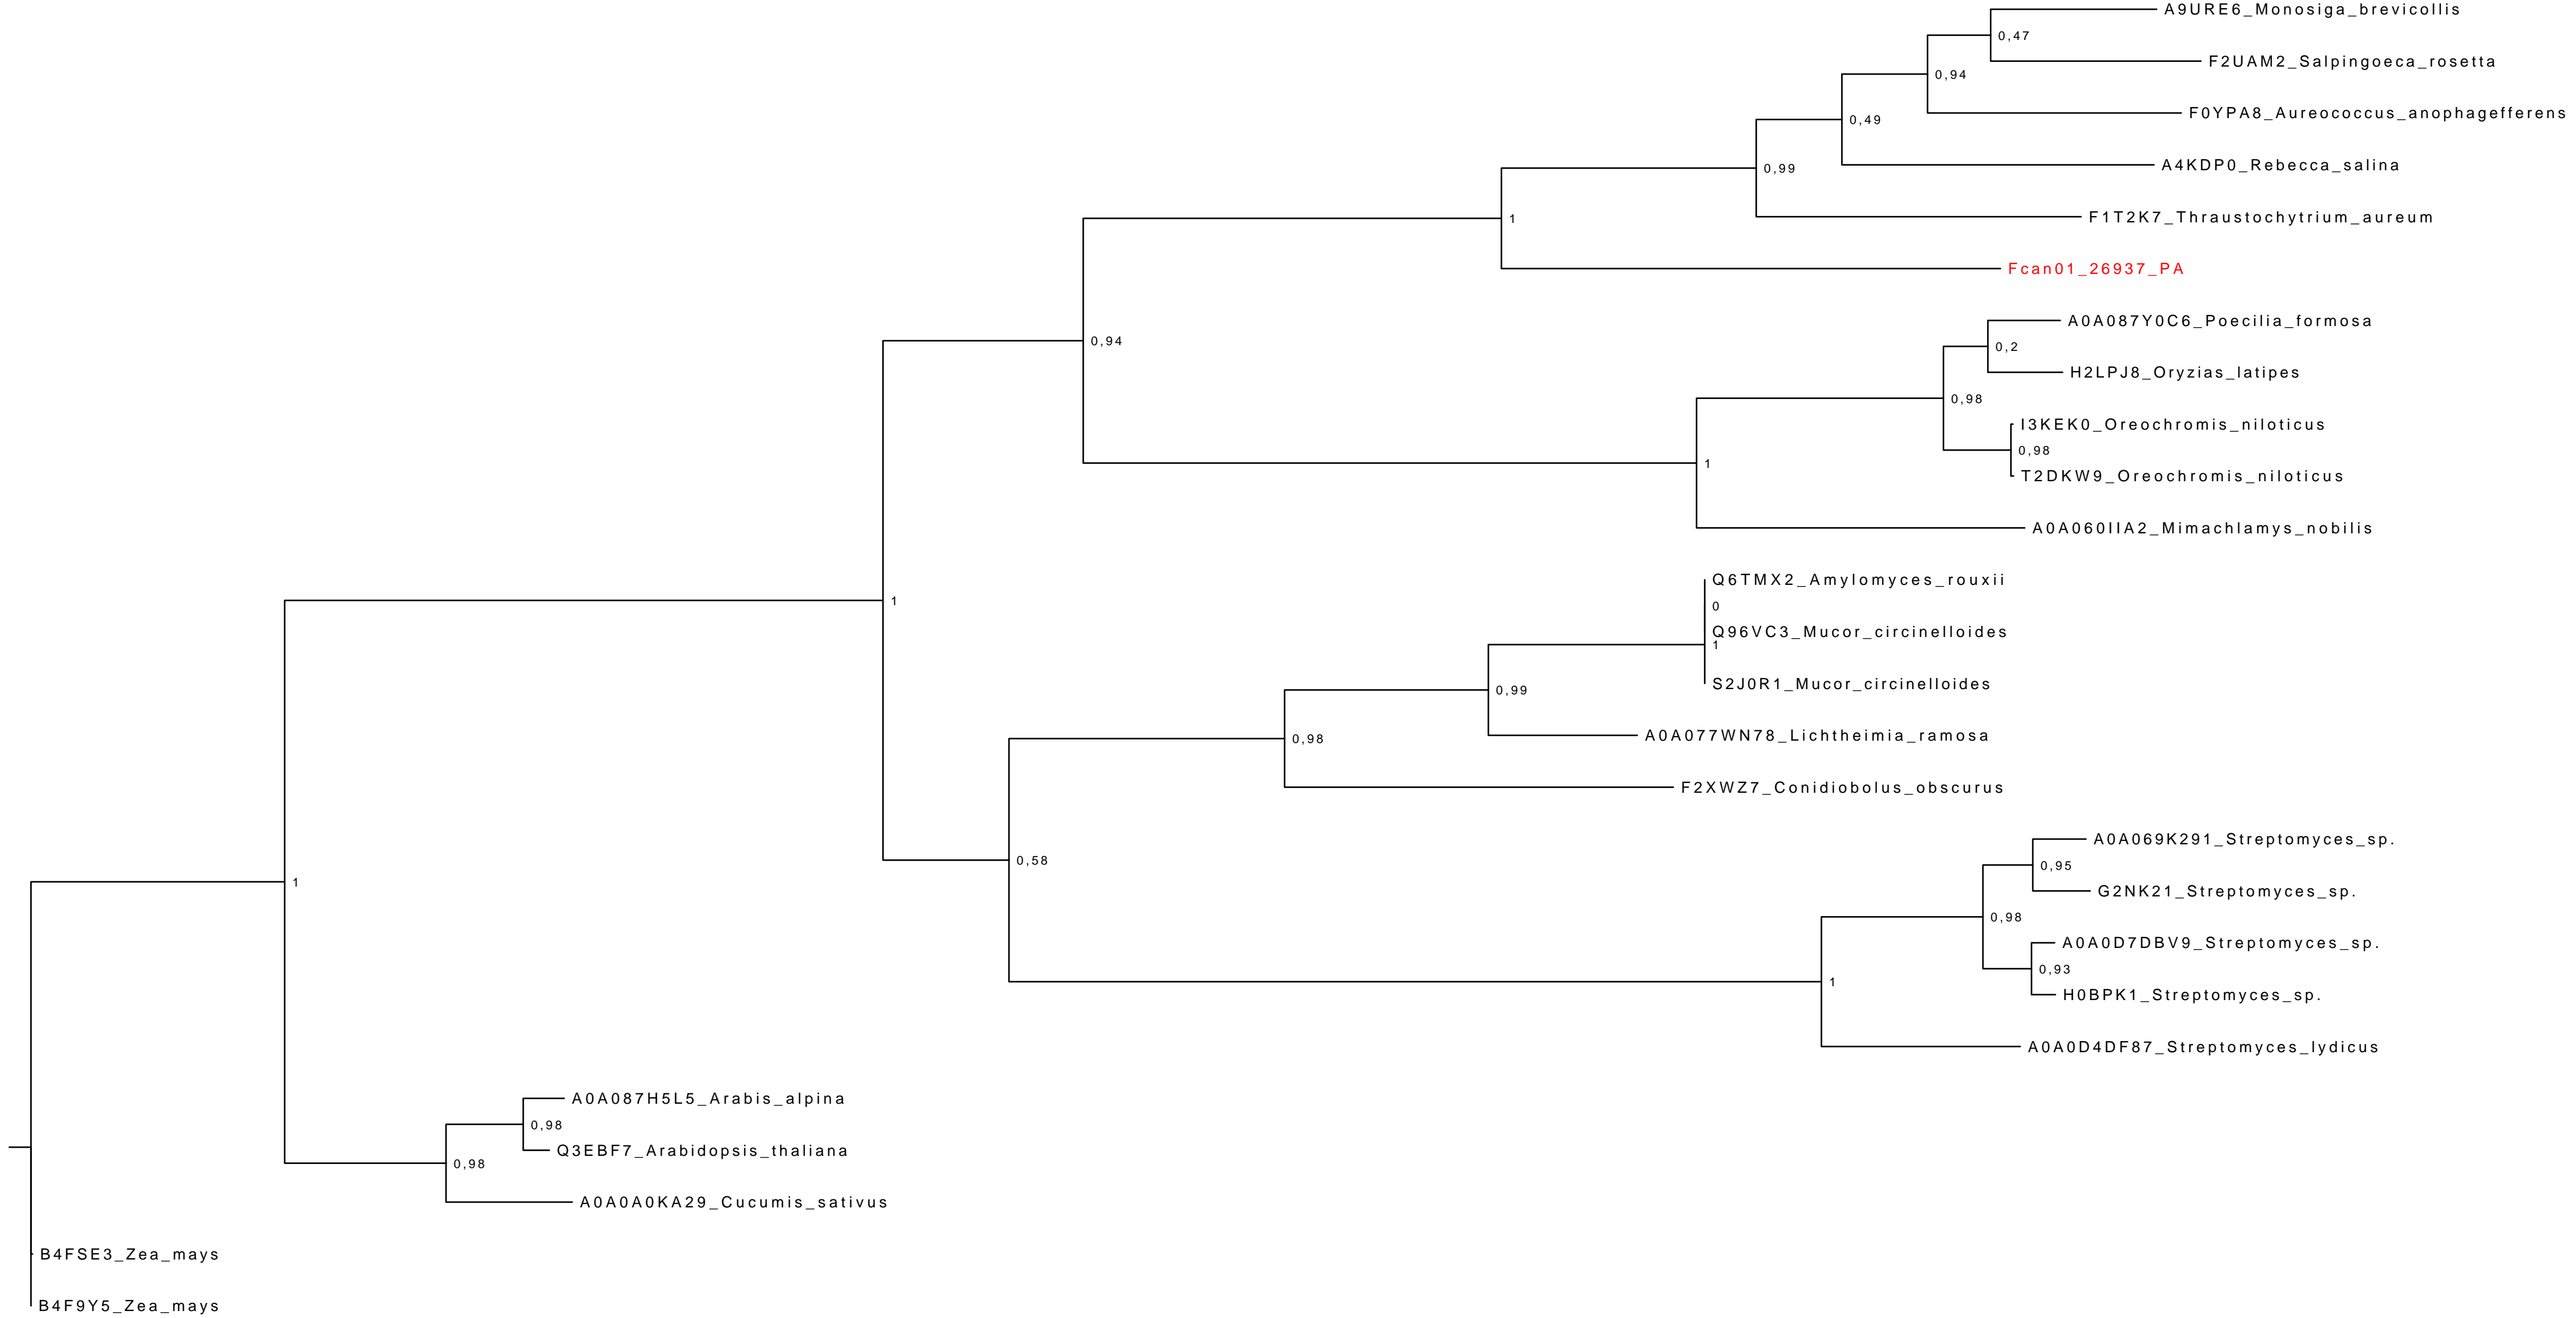 A9URE6_Monosiga_brevicollis
0,47
F2UAM2_Salpingoeca_rosetta
0,94
F0YPA8_Aureococcus_anophagefferens
0,49
A4KDP0_Rebecca_salina
0,99
F1T2K7_Thraustochytrium_aureum
1
Fcan01_26937_PA
A0A087Y0C6_Poecilia_formosa
0,94
0,2
H2LPJ8_Oryzias_latipes
0,98
I3KEK0_Oreochromis_niloticus
0,98
1
T2DKW9_Oreochromis_niloticus
A0A060IIA2_Mimachlamys_nobilis
Q6TMX2_Amylomyces_rouxii
1
0
Q96VC3_Mucor_circinelloides
1
S2J0R1_Mucor_circinelloides
0,99
A0A077WN78_Lichtheimia_ramosa
0,98
F2XWZ7_Conidiobolus_obscurus
A0A069K291_Streptomyces_sp.
0,58
0,95
1
G2NK21_Streptomyces_sp.
0,98
A0A0D7DBV9_Streptomyces_sp.
0,93
1
H0BPK1_Streptomyces_sp.
A0A0D4DF87_Streptomyces_lydicus
A0A087H5L5_Arabis_alpina
0,98
Q3EBF7_Arabidopsis_thaliana
0,98
A0A0A0KA29_Cucumis_sativus
B4FSE3_Zea_mays
B4F9Y5_Zea_mays